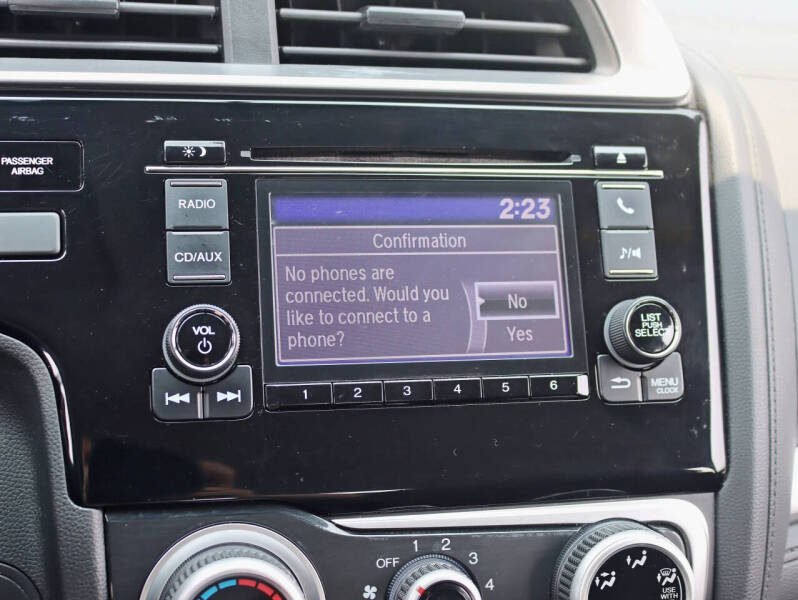 PASSENGER
AIRBAG
RADIO
CD/AUX
VOL
2:23
Confirmation
No phones are
connected. Would you
like to connect to a
phone?
No
Yes
LIST
PUSH
SELECT
MENU
CLOCK
1 2 3 4 5 6
OFF 1 2 3 4
USE
WITH